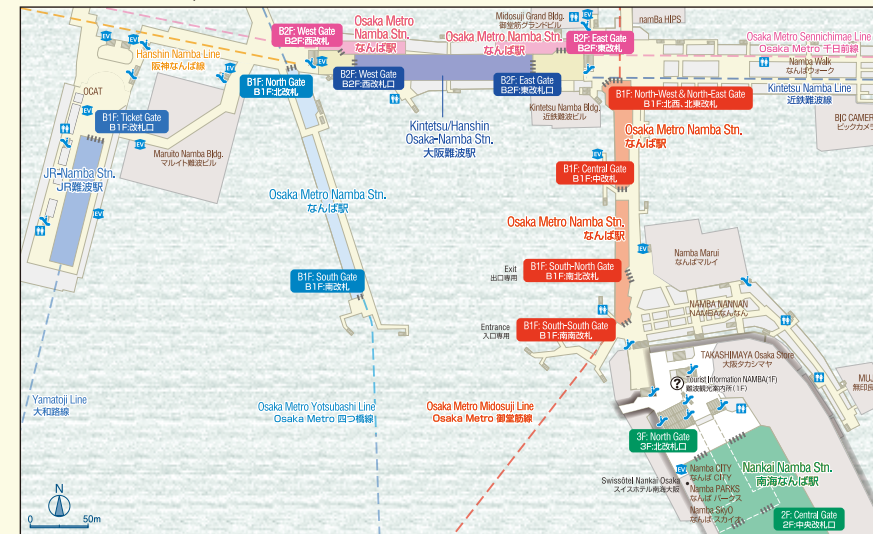 Midosuji Grand Bldg.
御堂筋グランドビル
namBa HIPS
B2F: West Gate
B2F:西改札
Osaka Metro
Namba Stn.
なんば駅
Osaka Metro Namba Stn.
なんば駅
B2F: East Gate
B2F:東改札
Osaka Metro Sennichimae Line
Osaka Metro 千日前線
Hanshin Namba Line
阪神なんば線
Namba Walk
なんばウォーク
B1F: North Gate
B1F:北改札
B2F: West Gate
B2F:西改札口
B2F: East Gate
B2F:東改札口
Kintetsu Namba Line
近鉄難波線
OCAT
B1F: North-West & North-East Gate
B1F:北西、北東改札
Kintetsu Namba Bldg.
近鉄難波ビル
BIC CAMER
ビックカメラ
B1F: Ticket Gate
B1F:改札口
Kintetsu/Hanshin
Osaka-Namba Stn.
大阪難波駅
Osaka Metro Namba Stn.
なんば駅
Maruito Namba Bldg.
マルイト難波ビル
JR-Namba Stn.
JR難波駅
B1F: Central Gate
B1F:中改札
Osaka Metro Namba Stn.
なんば駅
Osaka Metro Namba Stn.
なんば駅
Namba Marui
なんばマルイ
Exit
出口専用
B1F: South-North Gate
B1F:南北改札
B1F: South Gate
B1F:南改札
NAMBA NANNAN
NAMBAなんなん
Entrance
入口専用
B1F: South-South Gate
B1F:南南改札
TAKASHIMAYA Osaka Store
大阪タカシマヤ
?
Tourist Information NAMBA(1F)
難波観光案内所(1F)
MU
無印良
Yamatoji Line
大和路線
Osaka Metro Yotsubashi Line
Osaka Metro 四つ橋線
Osaka Metro Midosuji Line
Osaka Metro 御堂筋線
3F: North Gate
3F:北改札口
Nankai Namba Stn.
南海なんば駅
Namba CITY
なんば CITY
Swissôtel Nankai Osaka
スイスホテル南海大阪
Namba PARKS
なんば パークス
Namba SkyO
なんば スカイオ
2F: Central Gate
2F:中央改札口
N
0 50m
EV
EV
EV
EV
EV
EV
EV
EV